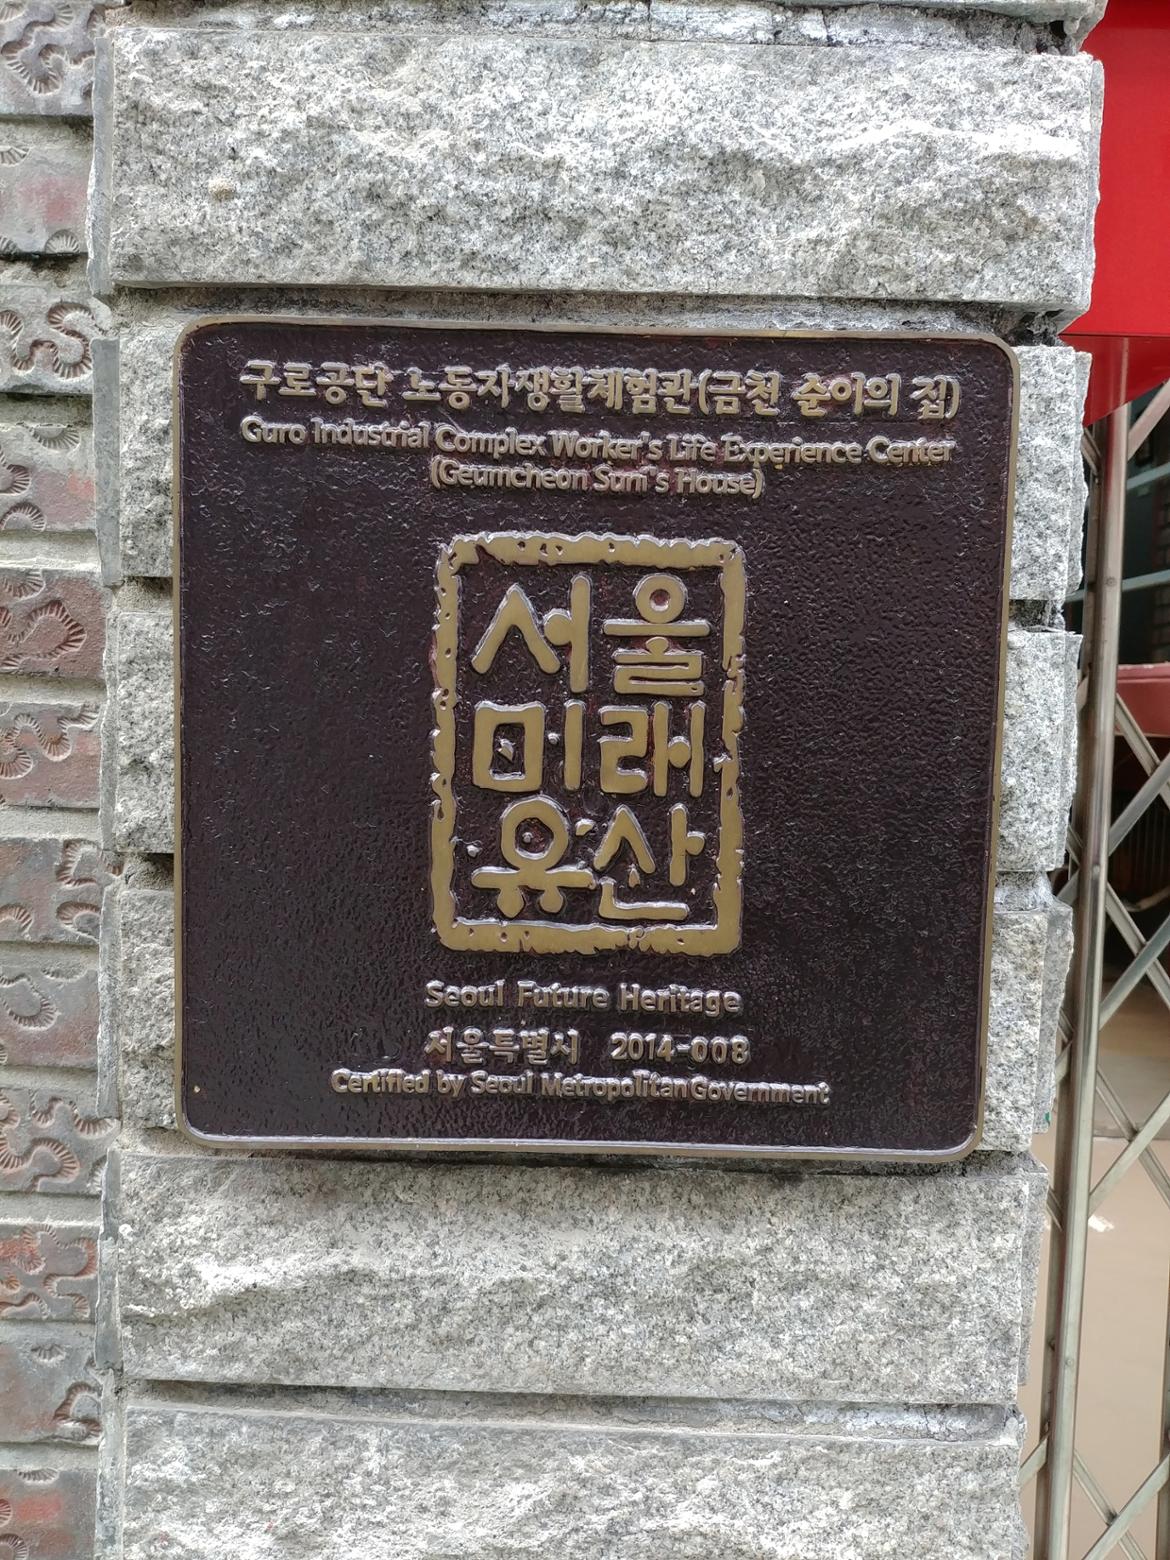 구로공단 노동자생활체험관(금천 순이의 집)
Guro Industrial Complex Worker's Life Experience Center
(Geumcheon Suni's House)
서울
미래
유산
Seoul Future Heritage
서울특별시 2014-008
Certified by Seoul Metropolitan Government